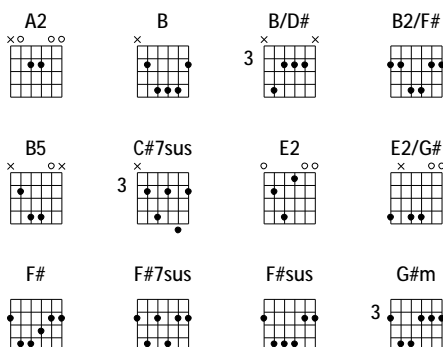 A2 B B/D# B2/F#
× ○ ○ ○ × × ×
3
B5 C#7sus E2 E2/G#
× ○ × × ○ ○ ○ × ○ ○
3
F# F#7sus F#sus G#m
3